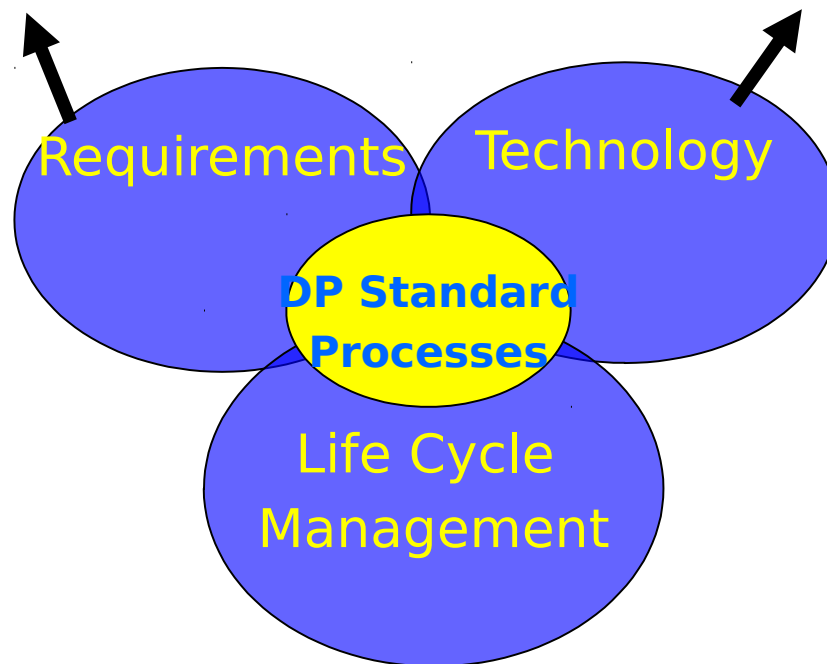 Requirements
Technology
DP Standard
Processes
Life Cycle
Management